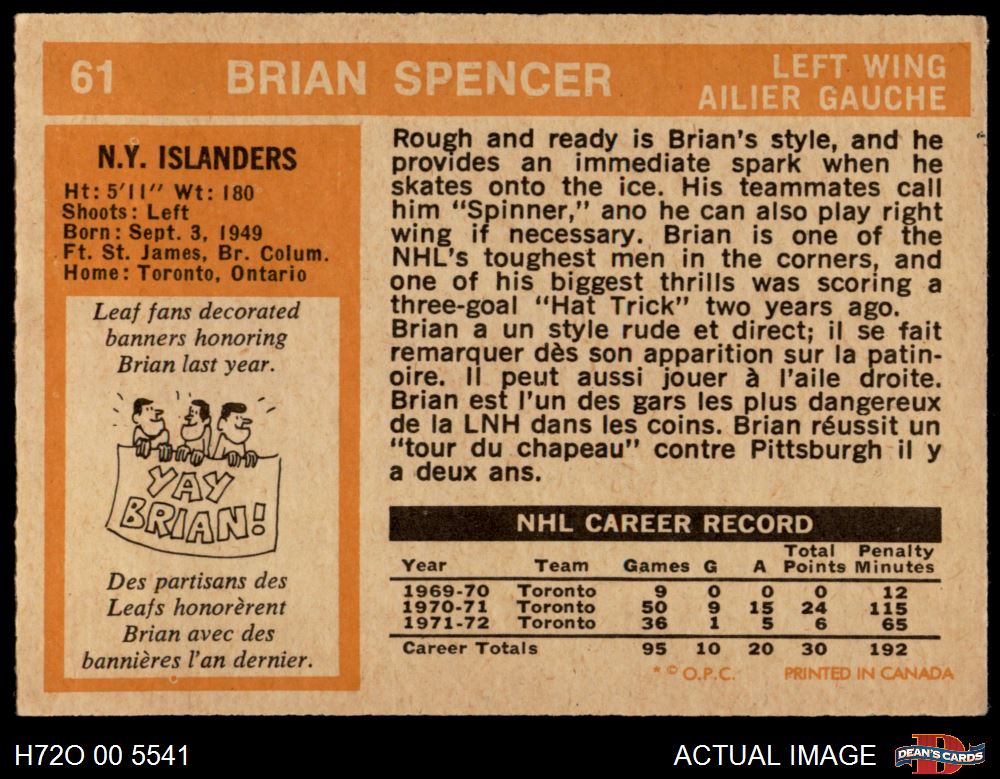 61 BRIAN SPENCER LEFT WING
AILIER GAUCHE
N.Y. ISLANDERS
Ht: 5'11" Wt: 180
Shoots: Left
Born: Sept. 3, 1949
Ft. St. James, Br. Colum.
Home: Toronto, Ontario
Leaf fans decorated
banners honoring
Brian last year.
YAY
BRIAN!
Des partisans des
Leafs honorèrent
Brian avec des
bannières l'an dernier.
Rough and ready is Brian's style, and he
provides an immediate spark when he
skates onto the ice. His teammates call
him "Spinner," ano he can also play right
wing if necessary. Brian is one of the
NHL's toughest men in the corners, and
one of his biggest thrills was scoring a
three-goal "Hat Trick" two years ago.
Brian a un style rude et direct; il se fait
remarquer dès son apparition sur la patin-
oire. Il peut aussi jouer à l'aile droite.
Brian est l'un des gars les plus dangereux
de la LNH dans les coins. Brian réussit un
"tour du chapeau" contre Pittsburgh il y
a deux ans.
NHL CAREER RECORD
Year Team Games G A Total Points Penalty Minutes
1969-70 Toronto 9 0 0 0 12
1970-71 Toronto 50 9 15 24 115
1971-72 Toronto 36 1 5 6 65
Career Totals 95 10 20 30 192
* © O.P.C. PRINTED IN CANADA
H72O 00 5541 ACTUAL IMAGE D DEAN'S CARDS